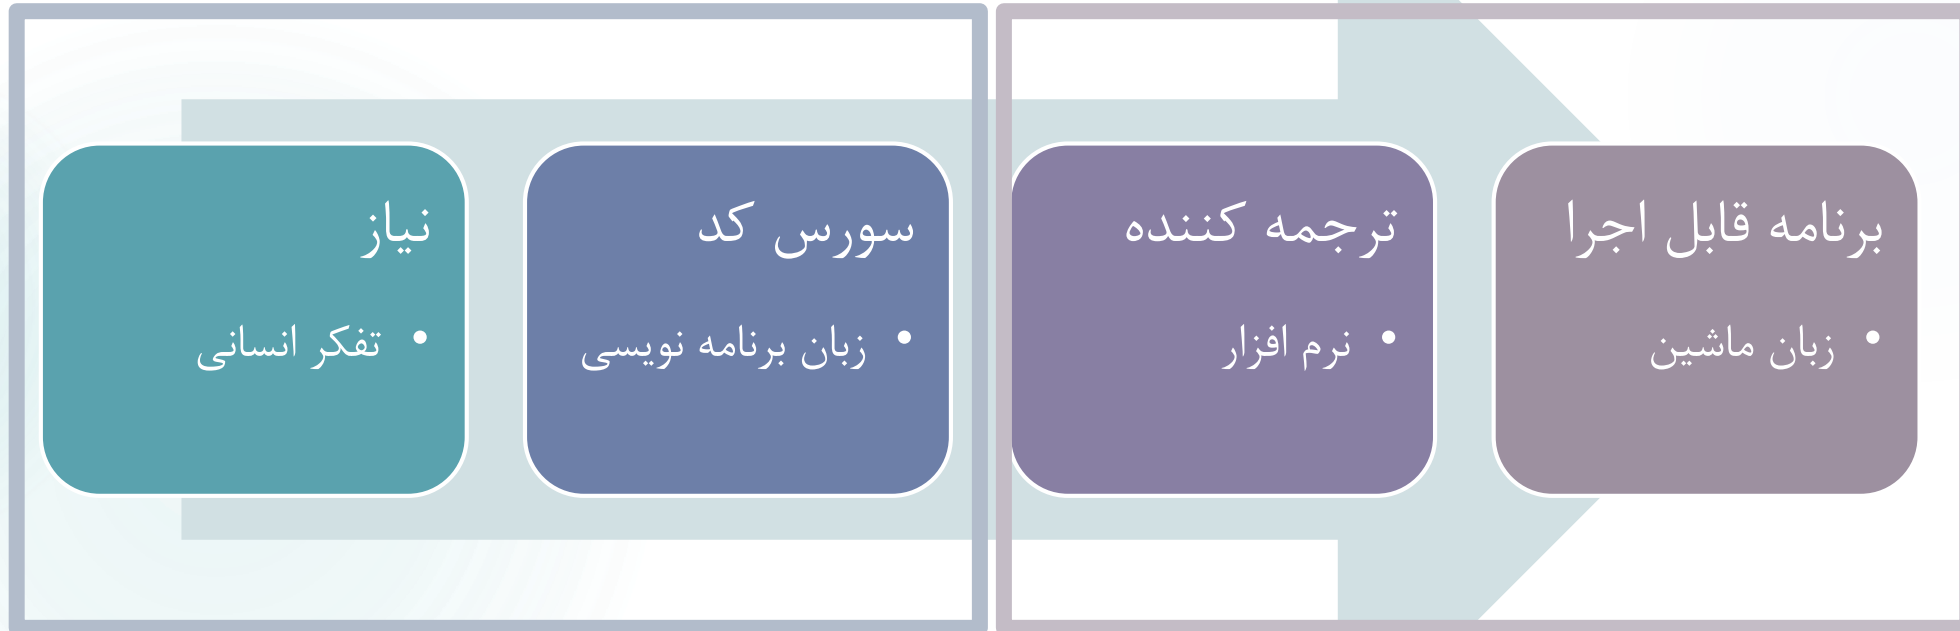 نیاز
• تفکر انسانی
سورس کد
• زبان برنامه نویسی
ترجمه کننده
• نرم افزار
برنامه قابل اجرا
• زبان ماشین